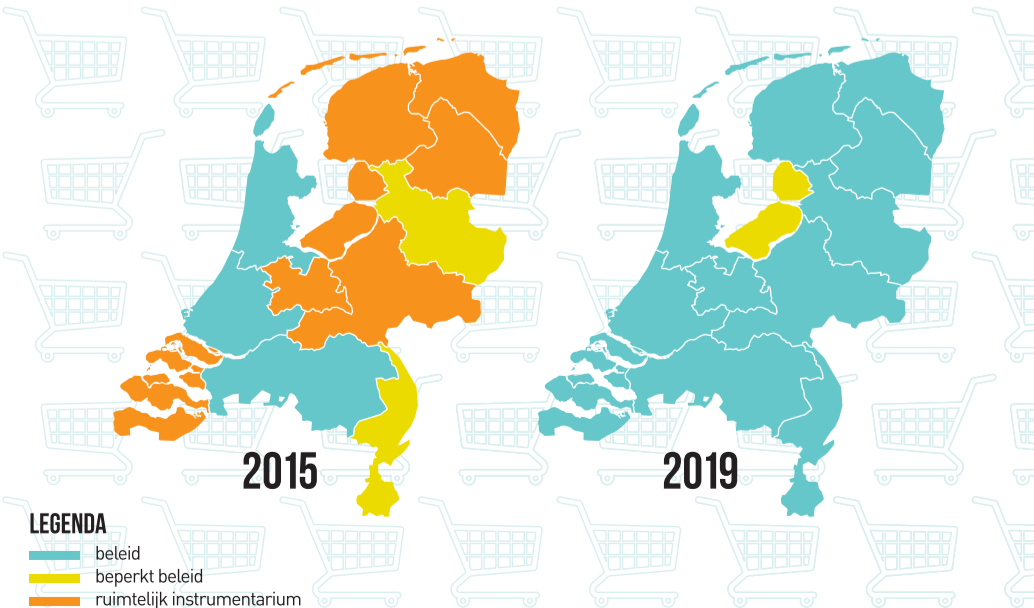 2015
2019
LEGENDA
beleid
beperkt beleid
ruimtelijk instrumentarium